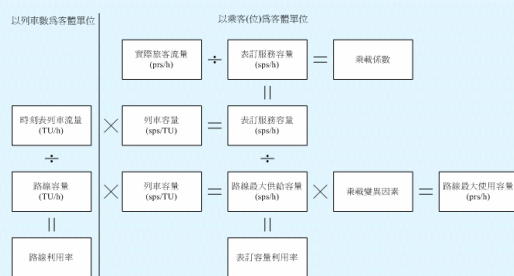 以列車數爲客體單位
以乘客(位)爲客體單位
實際旅客流量
(prs/h)
÷
表訂服務容量
(sps/h)
=
乘載係數
||
時刻表列車流量
(TU/h)
×
列車容量
(sps/TU)
=
表訂服務容量
(sps/h)
÷
÷
路線容量
(TU/h)
×
列車容量
(sps/TU)
=
路線最大供給容量
(sps/h)
×
乘載變異因素
=
路線最大使用容量
(prs/h)
||
||
路線利用率
表訂容量利用率